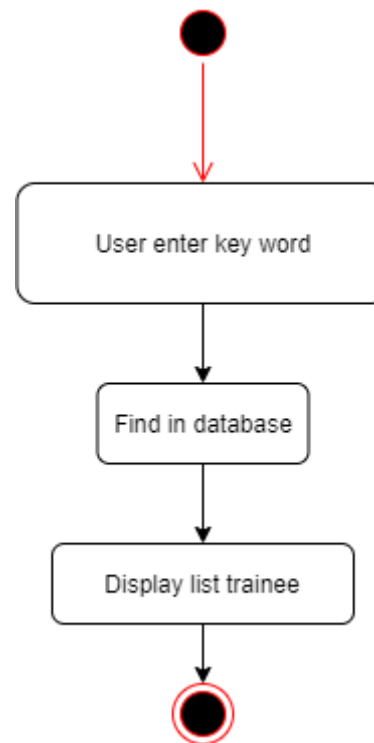 User enter key word
Find in database
Display list trainee